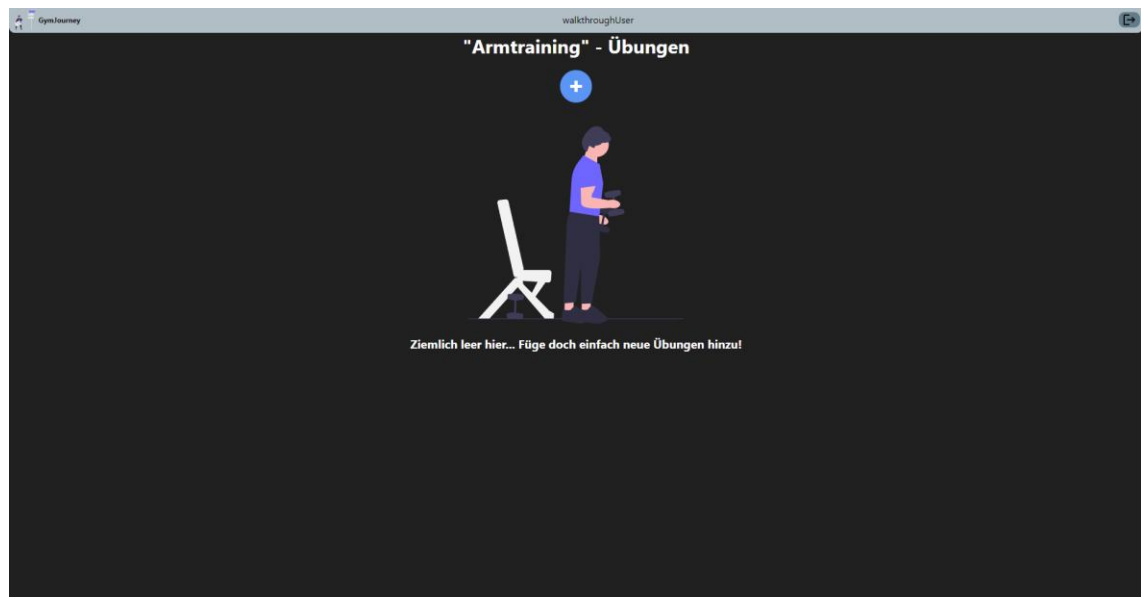 GymJourney
walkthroughUser
"Armtraining" - Übungen
Ziemlich leer hier... Füge doch einfach neue Übungen hinzu!